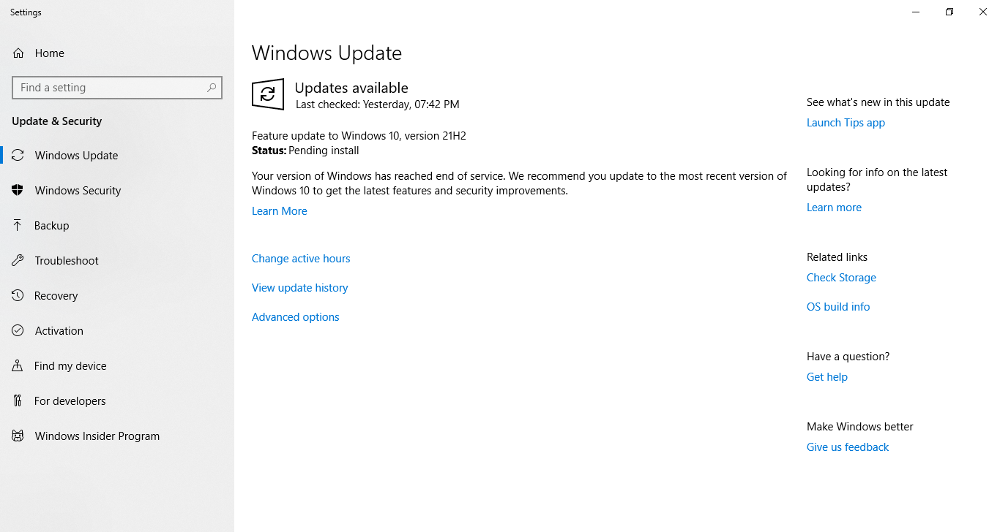 Settings
Home
Find a setting
Update & Security
Windows Update
Windows Security
Backup
Troubleshoot
Recovery
Activation
Find my device
For developers
Windows Insider Program
Windows Update
Updates available
Last checked: Yesterday, 07:42 PM
Feature update to Windows 10, version 21H2
Status: Pending install
Your version of Windows has reached end of service. We recommend you update to the most recent version of
Windows 10 to get the latest features and security improvements.
Learn More
Change active hours
View update history
Advanced options
See what's new in this update
Launch Tips app
Looking for info on the latest
updates?
Learn more
Related links
Check Storage
OS build info
Have a question?
Get help
Make Windows better
Give us feedback